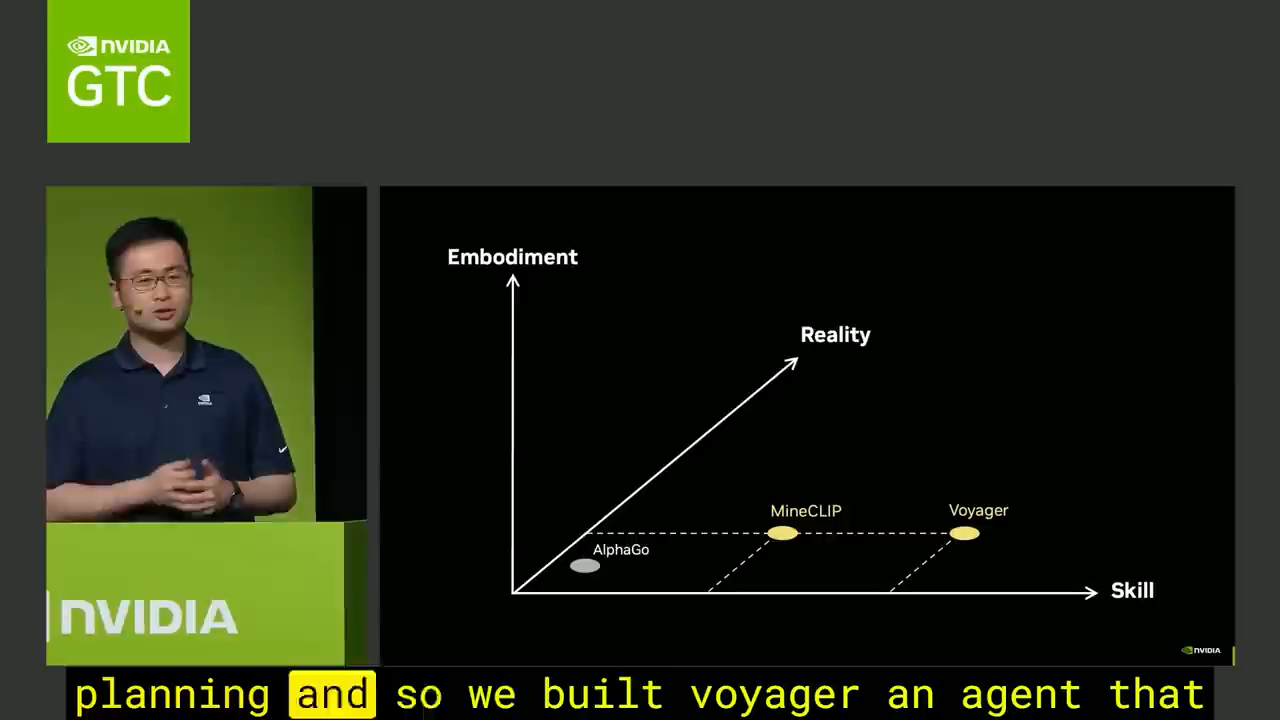 NVIDIA
GTC
Embodiment
Reality
MineCLIP
Voyager
AlphaGo
Skill
NVIDIA
NVIDIA
planning and so we built voyager an agent that